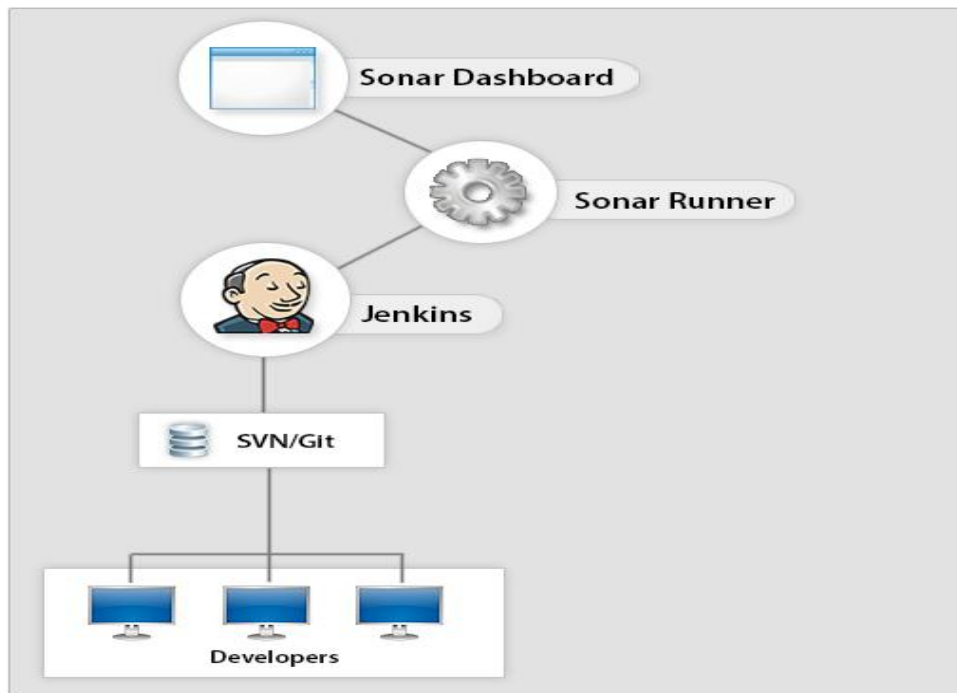 Sonar Dashboard
Sonar Runner
Jenkins
SVN/Git
Developers